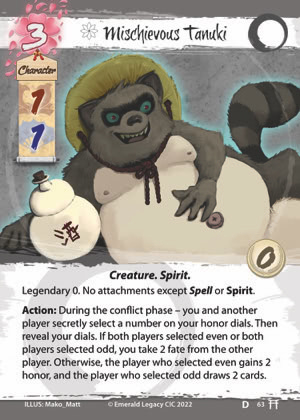 3
Mischievous Tanuki
Character
1
1
酒
0
Creature. Spirit.
Legendary 0. No attachments except Spell or Spirit.
Action: During the conflict phase – you and another
player secretly select a number on your honor dials. Then
reveal your dials. If both players selected even or both
players selected odd, you take 2 fate from the other
player. Otherwise, the player who selected even gains 2
honor, and the player who selected odd draws 2 cards.
ILLUS: Mako_Matt
© Emerald Legacy CIC 2022
D 63